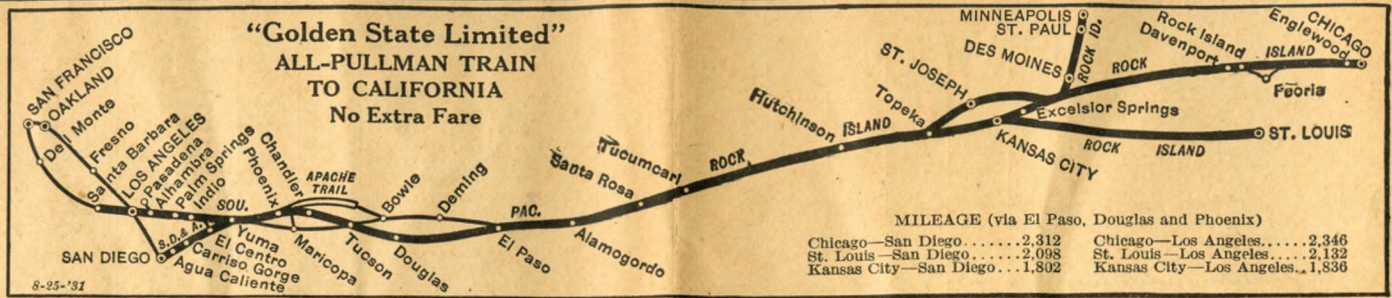 "Golden State Limited"
ALL-PULLMAN TRAIN
TO CALIFORNIA
No Extra Fare
SAN FRANCISCO
OAKLAND
Del Monte
Fresno
Santa Barbara
LOS ANGELES
Pasadena
Alhambra
Palm Springs
Indio
SOU.
Phoenix
Chandler
APACHE
TRAIL
Bowie
Deming
PAC.
Santa Rosa
Tucumcari
ROCK
Hutchinson
ISLAND
Topeka
ST. JOSEPH
DES MOINES
MINNEAPOLIS
ST. PAUL
ROCK ID.
ROCK
Rock Island
Davenport
ISLAND
Englewood
CHICAGO
Peoria
Excelsior Springs
KANSAS CITY
ROCK
ISLAND
ST. LOUIS
SAN DIEGO
S.D.& A.
Yuma
El Centro
Carriso Gorge
Agua Caliente
Maricopa
Tucson
Douglas
El Paso
Alamogordo
MILEAGE (via El Paso, Douglas and Phoenix)
Chicago—San Diego.......2,312
St. Louis—San Diego.....2,098
Kansas City—San Diego...1,802
Chicago—Los Angeles......2,346
St. Louis—Los Angeles.....2,132
Kansas City—Los Angeles..1,836
8-25-'31